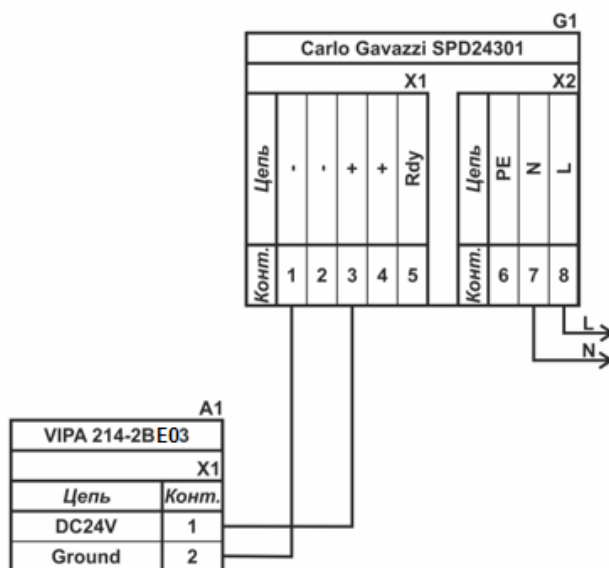 G1
Carlo Gavazzi SPD24301
X1
X2
Цепь - - + + Rdy
Цепь PE N L
Конт. 1 2 3 4 5
Конт. 6 7 8
L
N
A1
VIPA 214-2BE03
X1
Цепь Конт.
DC24V 1
Ground 2